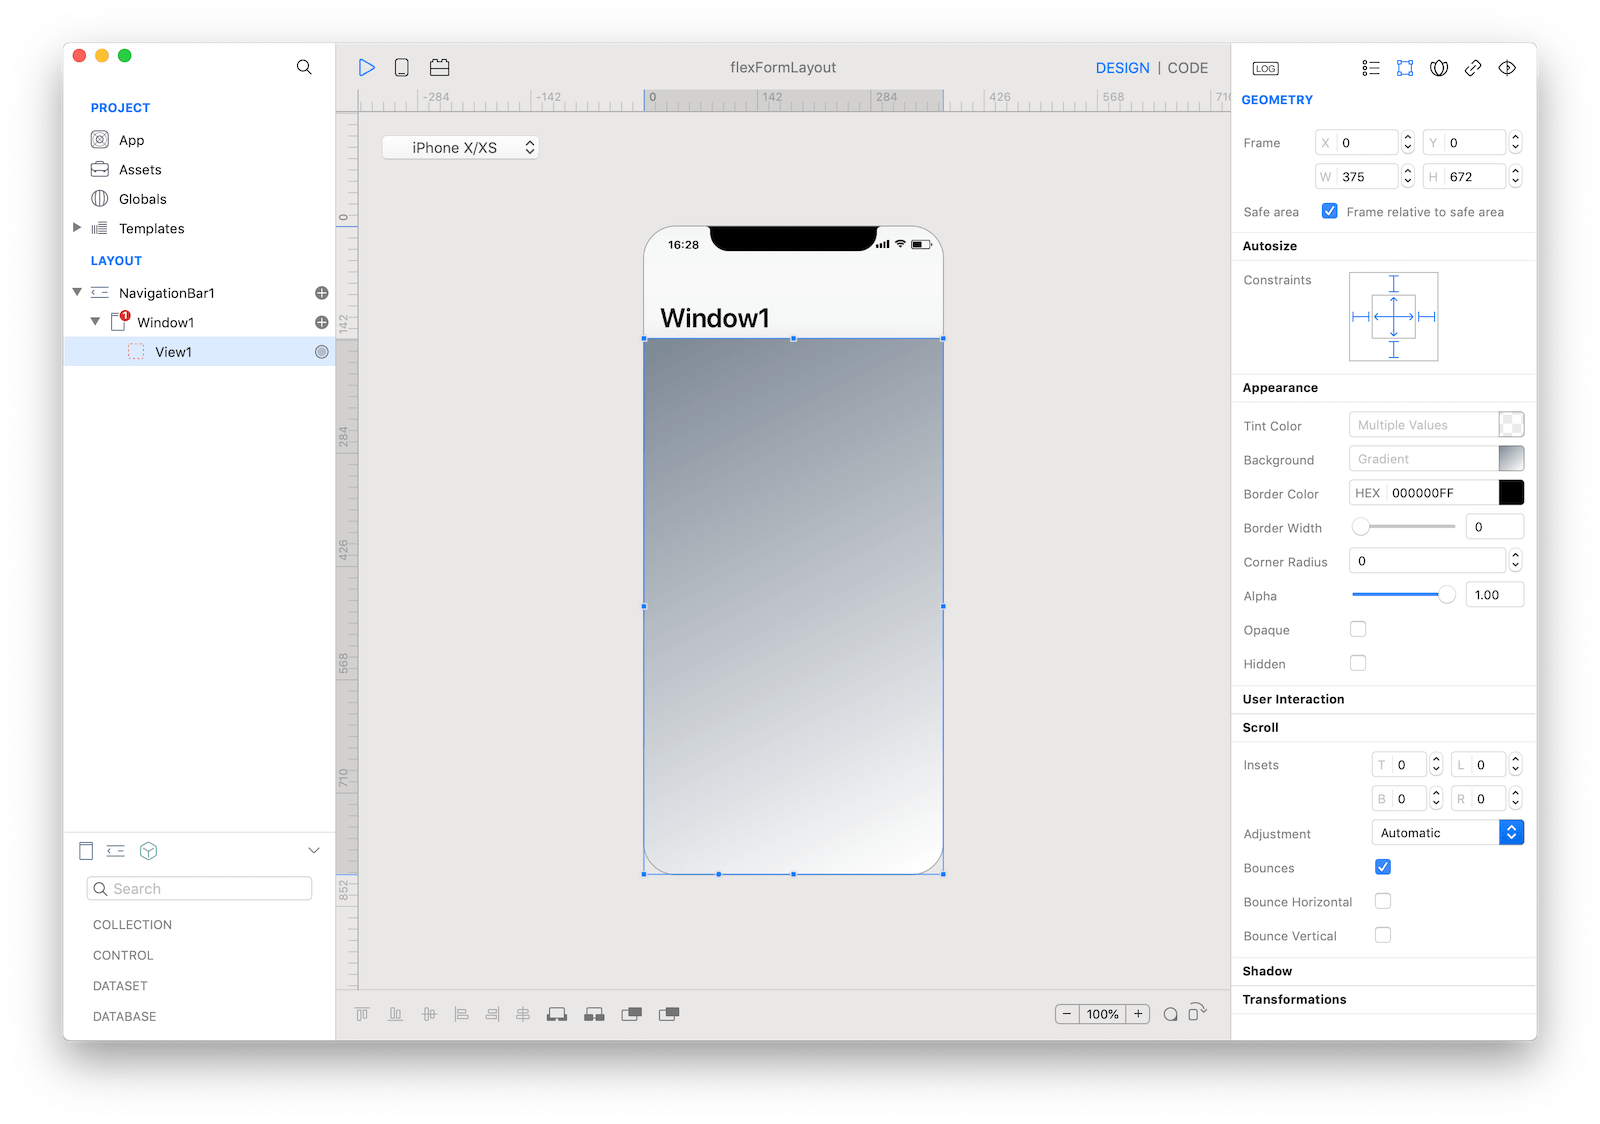 flexFormLayout
DESIGN | CODE
LOG
PROJECT
App
Assets
Globals
Templates
LAYOUT
NavigationBar1
1
Window1
View1
Search
COLLECTION
CONTROL
DATASET
DATABASE
-284 -142 0 142 284 426 568 710
0
142
284
426
568
710
852
iPhone X/XS
16:28
Window1
100%
GEOMETRY
Frame X 0 Y 0
W 375 H 672
Safe area Frame relative to safe area
Autosize
Constraints
Appearance
Tint Color Multiple Values
Background Gradient
Border Color HEX 000000FF
Border Width 0
Corner Radius 0
Alpha 1.00
Opaque
Hidden
User Interaction
Scroll
Insets T 0 L 0
B 0 R 0
Adjustment Automatic
Bounces
Bounce Horizontal
Bounce Vertical
Shadow
Transformations